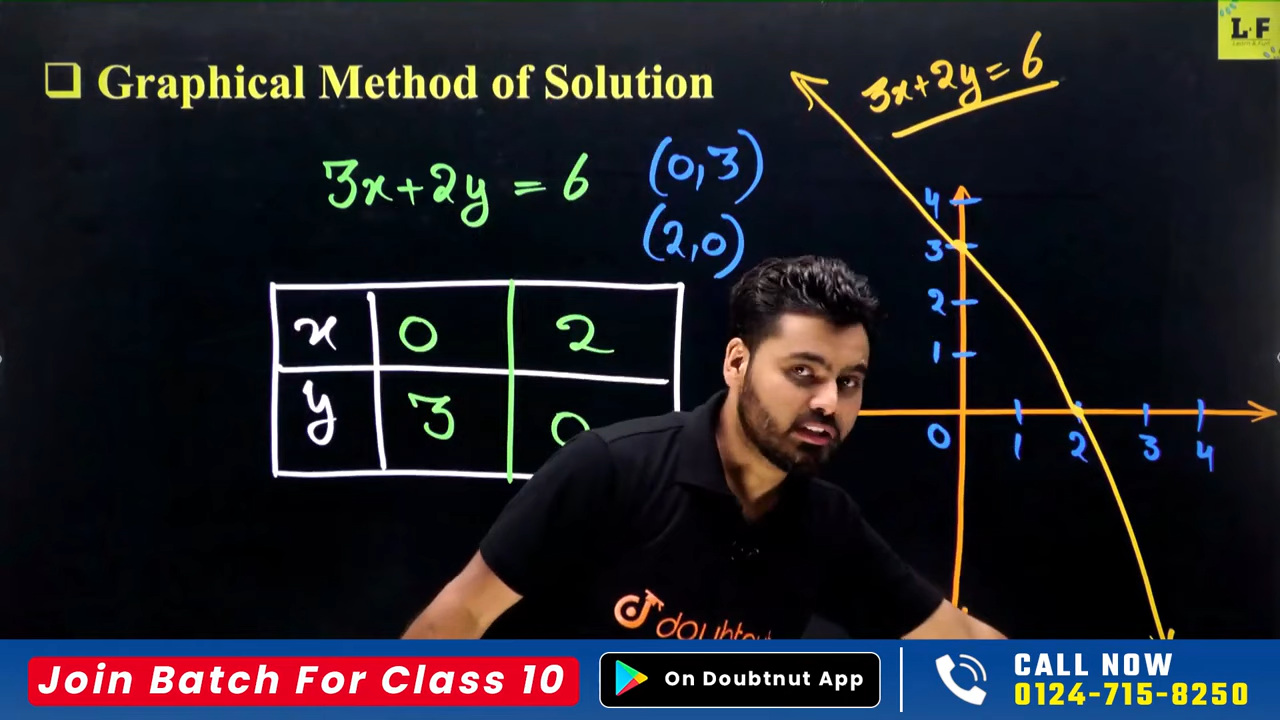 L&F
❑ Graphical Method of Solution
3x+2y=6
3x+2y = 6
(0,3)
(2,0)
x 0 2
y 3 0
4
3
2
1
0 1 2 3 4
doubtnut
Join Batch For Class 10
On Doubtnut App
CALL NOW
0124-715-8250